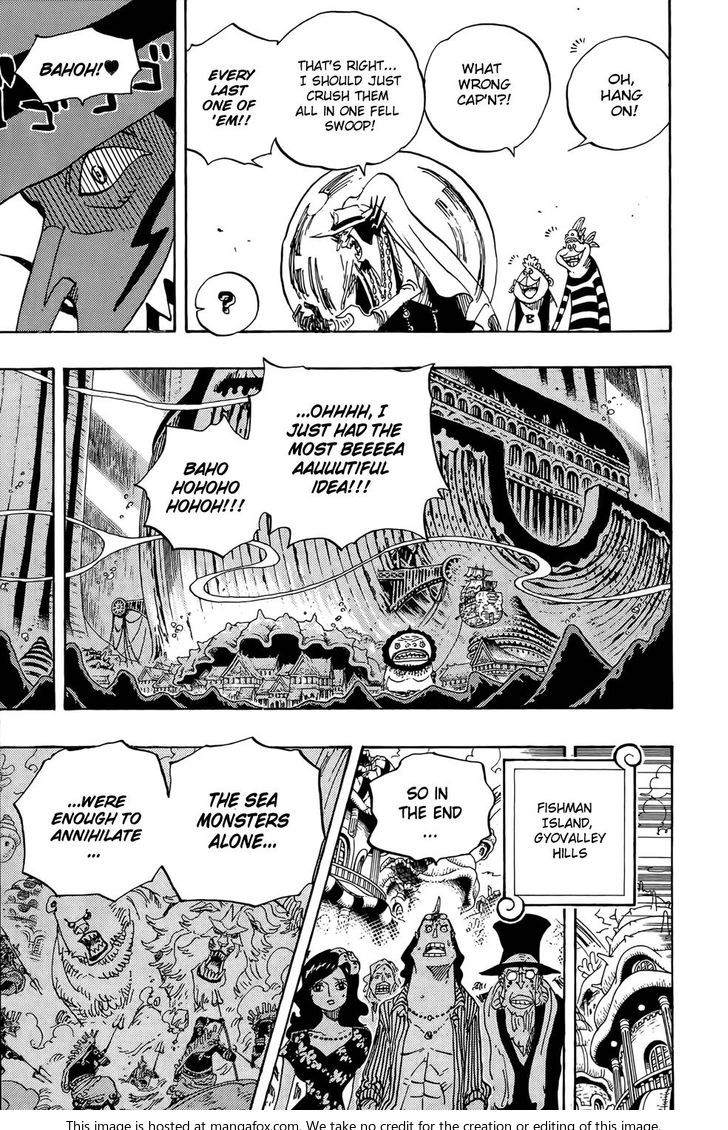 OH,
HANG
ON!
WHAT
WRONG
CAP'N?!
THAT'S RIGHT...
I SHOULD JUST
CRUSH THEM
ALL IN ONE FELL
SWOOP!
EVERY
LAST
ONE OF
'EM!!
?
B
BAHOH!♥
...OHHHH, I
JUST HAD THE
MOST BEEEEA
AAUUUTIFUL
IDEA!!!
BAHO
HOHOHO
HOHOH!!!
FISHMAN
ISLAND,
GYOVALLEY
HILLS
SO IN
THE END
...
THE SEA
MONSTERS
ALONE...
...WERE
ENOUGH TO
ANNIHILATE
...
This image is hosted at mangafox.com. We take no credit for the creation or editing of this image.